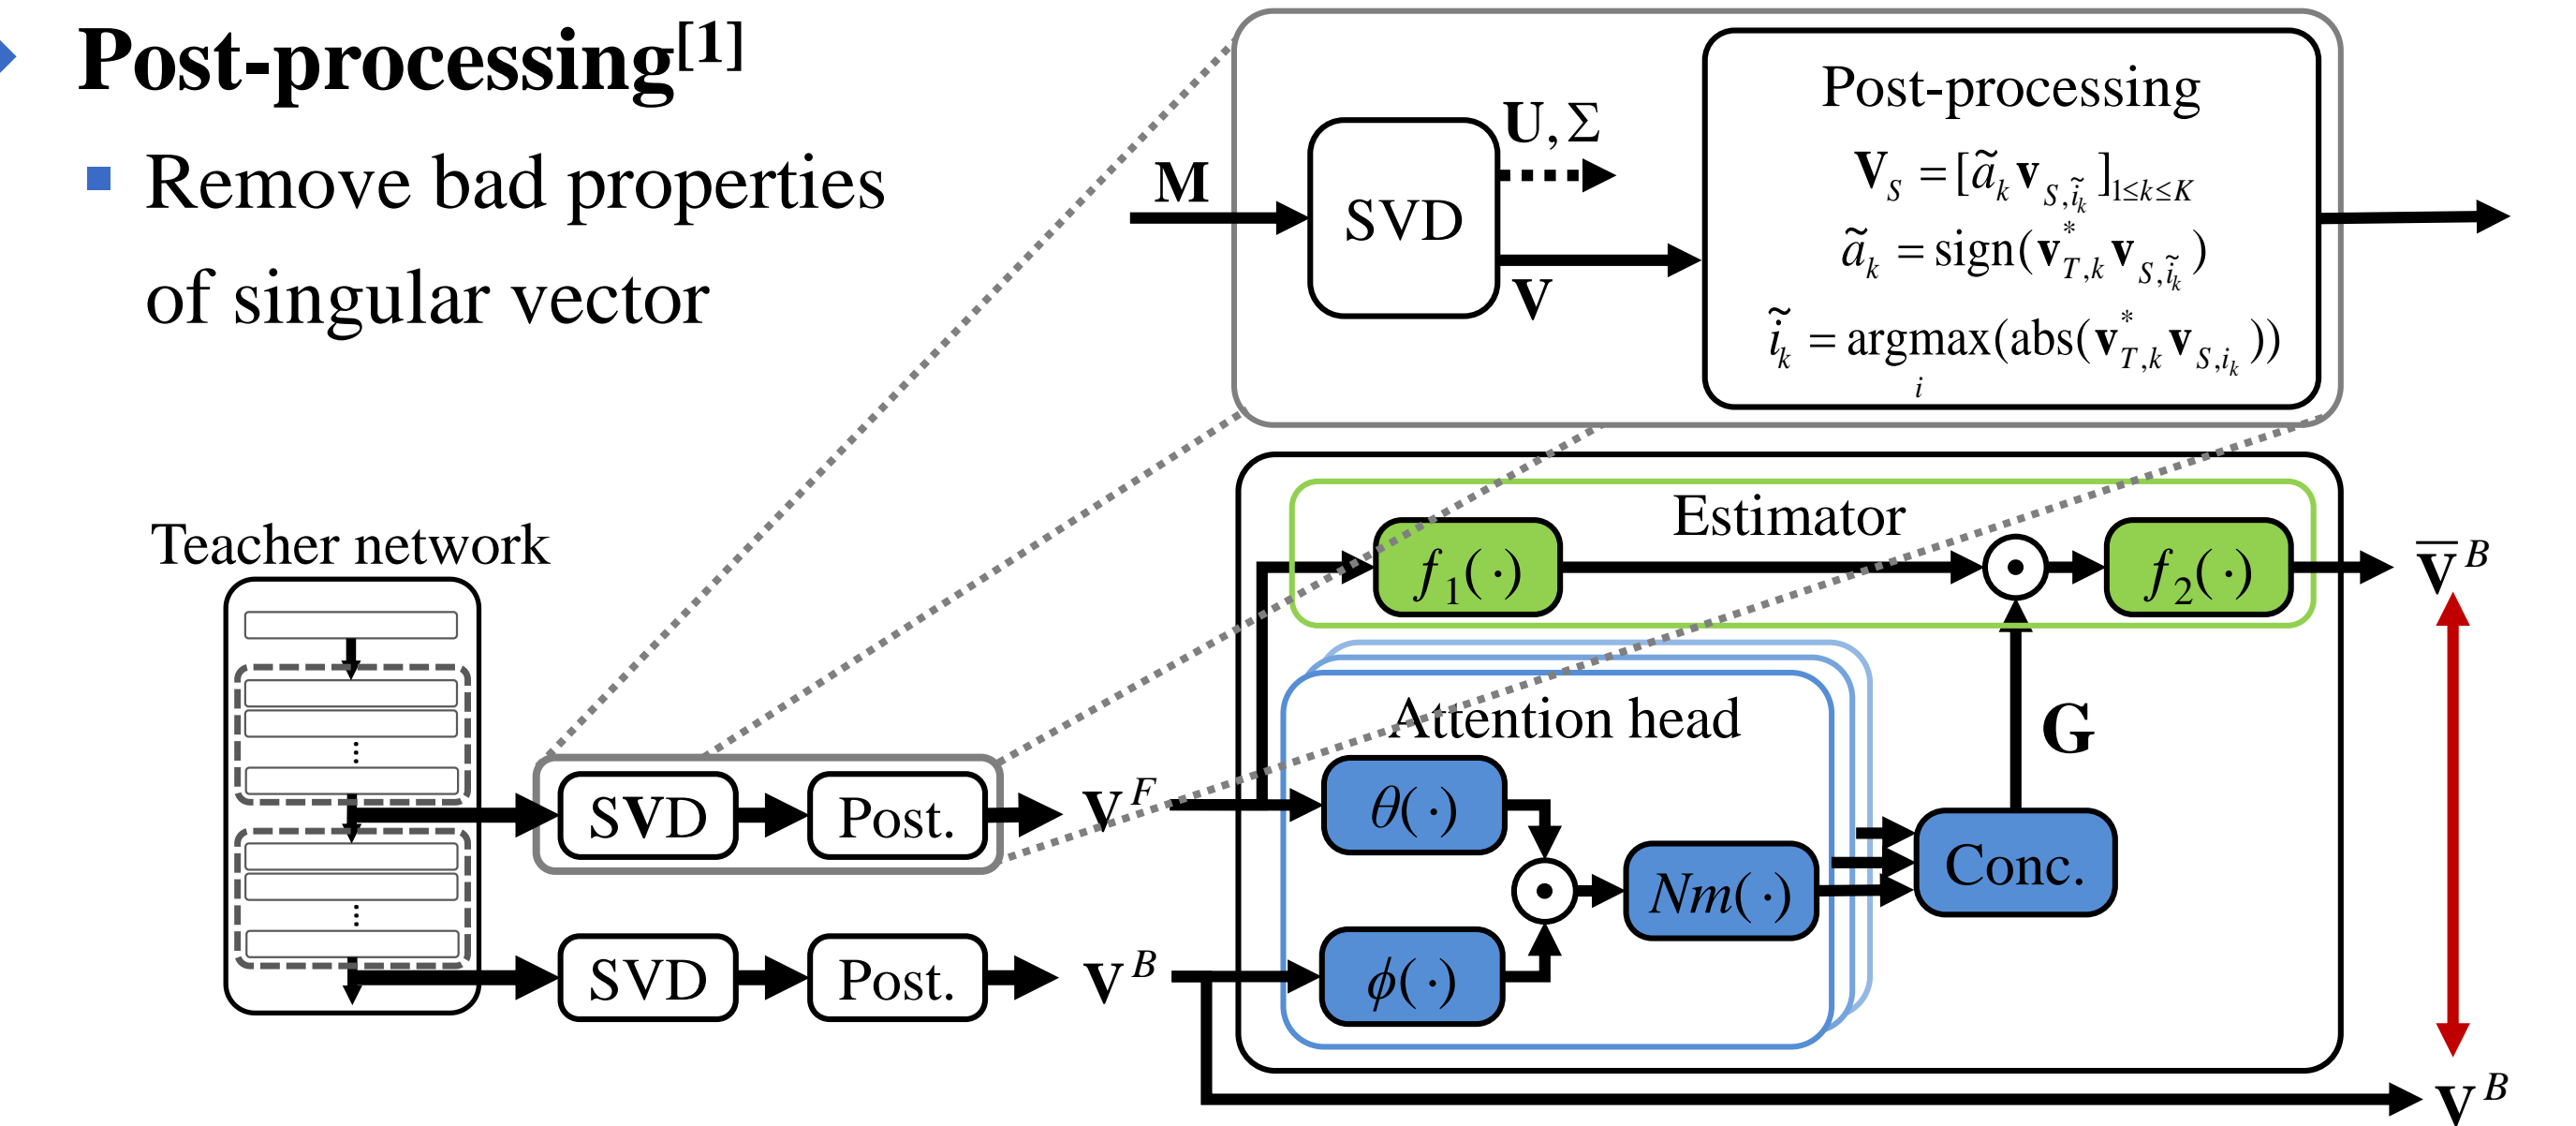 Post-processing[1]
Remove bad properties
of singular vector
M
SVD
U, Σ
V
Post-processing
V_S = [ã_k v_{S,ĩ_k}]_{1≤k≤K}
ã_k = sign(v*_{T,k} v_{S,ĩ_k})
ĩ_k = argmax(abs(v*_{T,k} v_{S,i_k}))
i
Teacher network
Estimator
f_1(·)
f_2(·)
V̄^B
Attention head
G
SVD
Post.
V^F
θ(·)
Nm(·)
Conc.
SVD
Post.
V^B
ϕ(·)
V^B